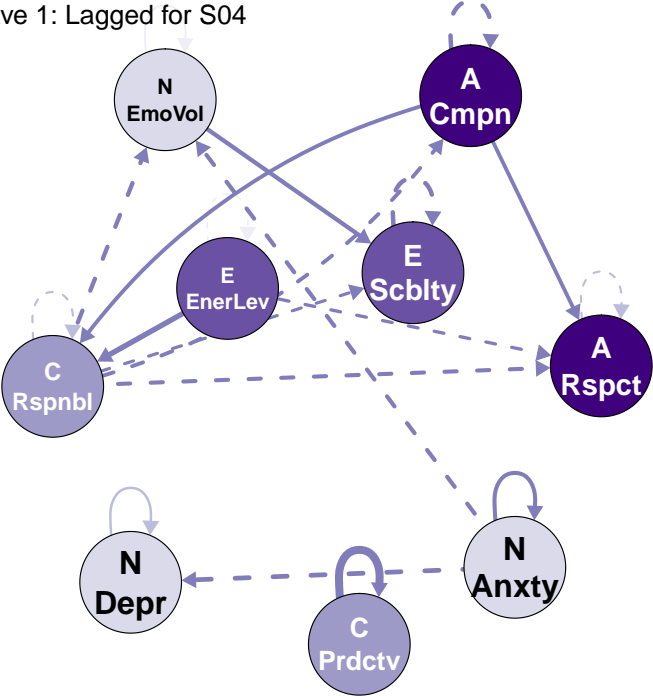 ve 1: Lagged for S04
N
EmoVol
A
Cmpn
E
EnerLev
E
Scblty
C
Rspnbl
A
Rspct
N
Depr
C
Prdctv
N
Anxty